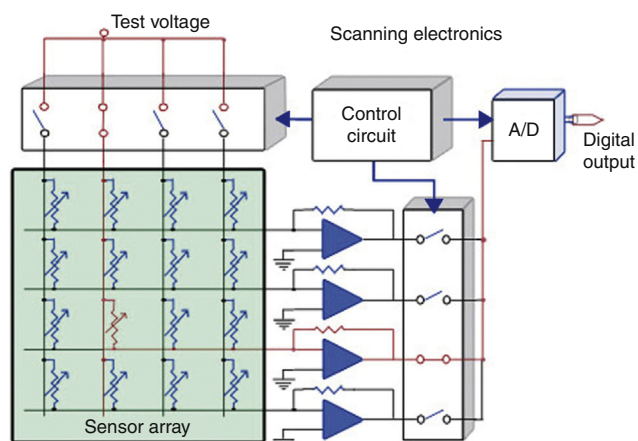 Test voltage
Scanning electronics
Control
circuit
A/D
Digital
output
Sensor array